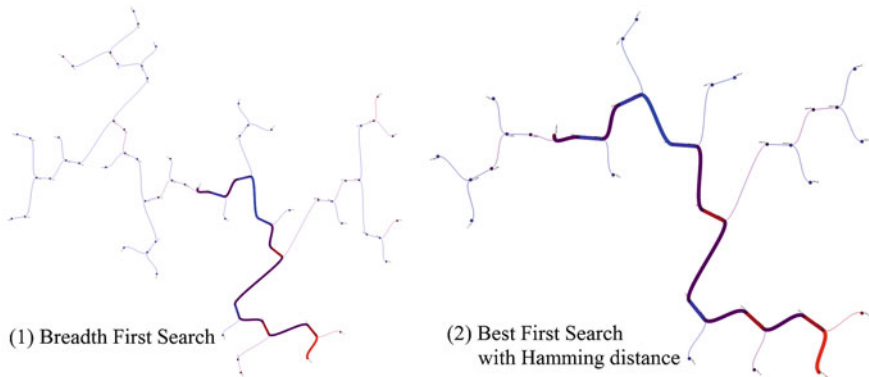 (1) Breadth First Search
(2) Best First Search
with Hamming distance